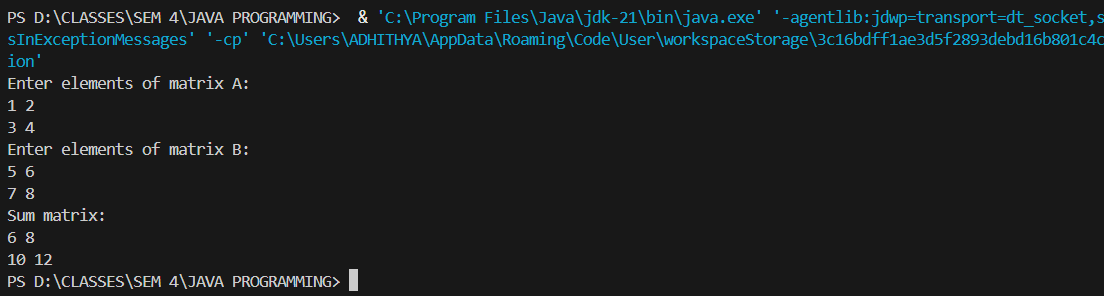 PS D:\CLASSES\SEM 4\JAVA PROGRAMMING>  & 'C:\Program Files\Java\jdk-21\bin\java.exe' '-agentlib:jdwp=transport=dt_socket,s
sInExceptionMessages' '-cp' 'C:\Users\ADHITHYA\AppData\Roaming\Code\User\workspaceStorage\3c16bdff1ae3d5f2893debd16b801c4c
ion'
Enter elements of matrix A:
1 2
3 4
Enter elements of matrix B:
5 6
7 8
Sum matrix:
6 8
10 12
PS D:\CLASSES\SEM 4\JAVA PROGRAMMING>